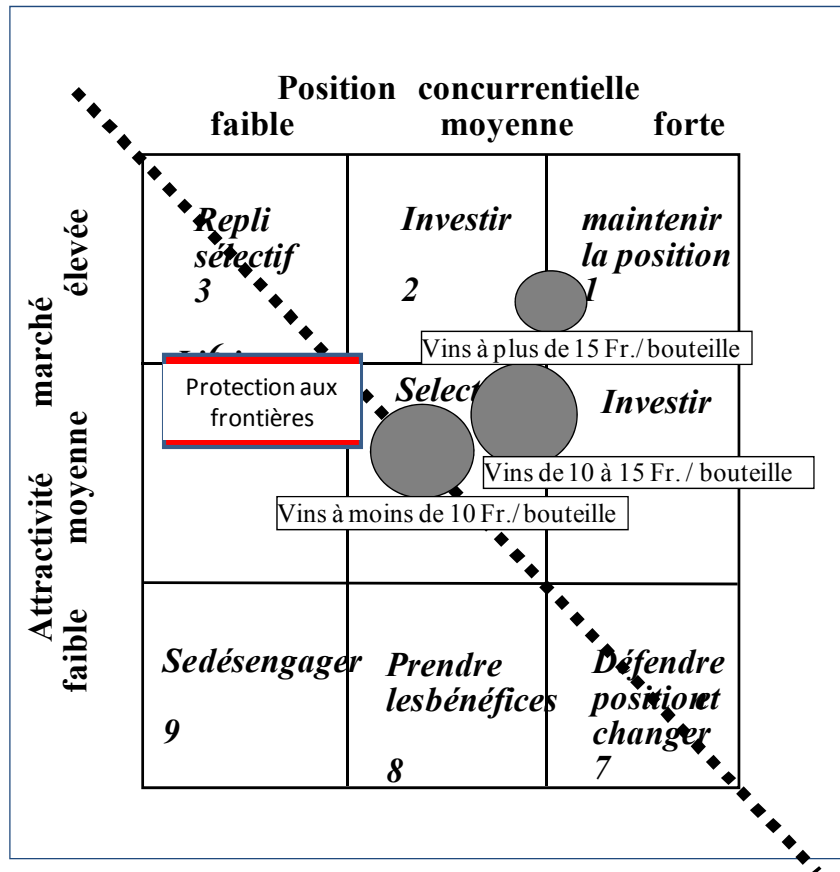 Position concurrentielle
faible moyenne forte
Attractivité marché
élevée
moyenne
faible
Repli
sélectif
3
Investir
2
maintenir
la position
1
Vins à plus de 15 Fr./ bouteille
Protection aux
frontières
Select
Investir
Vins de 10 à 15 Fr. / bouteille
Vins à moins de 10 Fr./ bouteille
Sedésengager
9
Prendre
lesbénéfices
8
Défendre
position et
changer
7